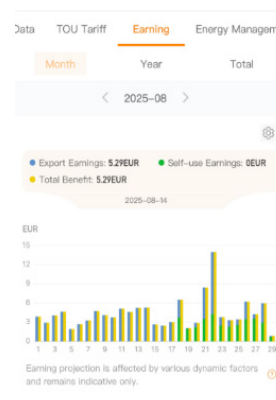 Data TOU Tariff Earning Energy Managem
Month Year Total
< 2025-08 >
Export Earnings: 5.29EUR Self-use Earnings: 0EUR
Total Benefit: 5.29EUR
2025-08-14
EUR
15
12
9
6
3
0
1 3 5 7 9 11 13 15 17 19 21 23 25 27 29
Earning projection is affected by various dynamic factors
and remains indicative only.